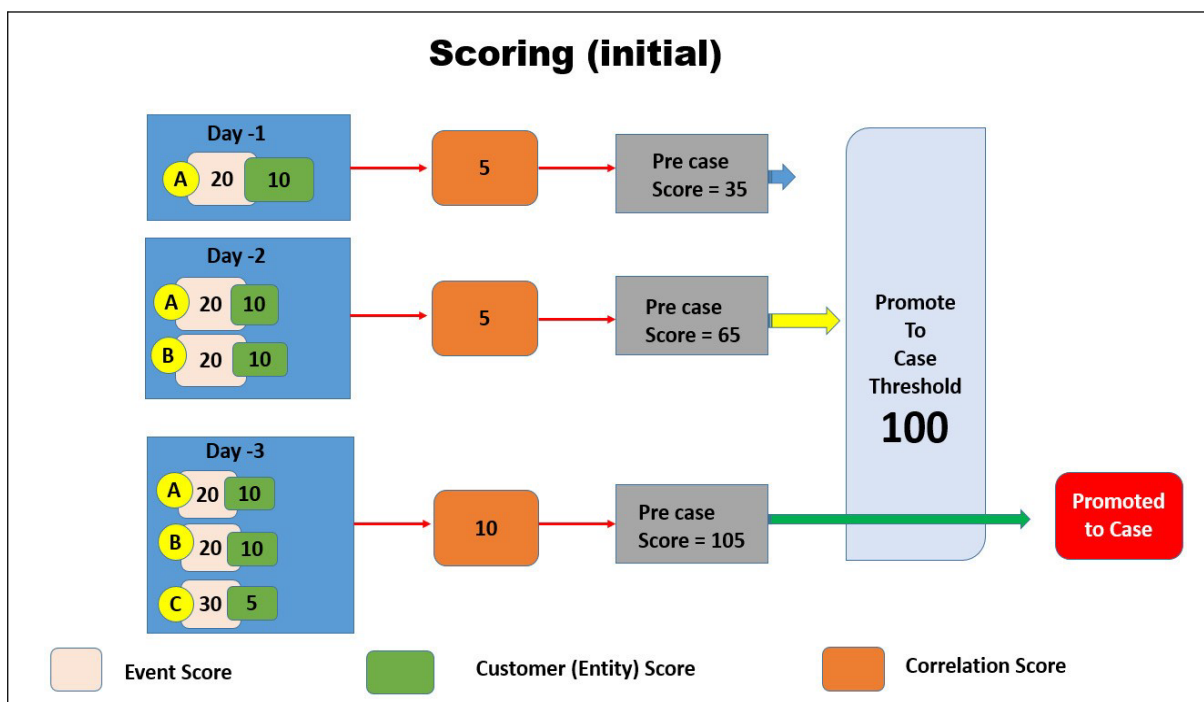 Scoring (initial)
Day -1
A 20 10
5
Pre case
Score = 35
Day -2
A 20 10
B 20 10
5
Pre case
Score = 65
Promote
To
Case
Threshold
100
Day -3
A 20 10
B 20 10
C 30 5
10
Pre case
Score = 105
Promoted
to Case
Event Score
Customer (Entity) Score
Correlation Score